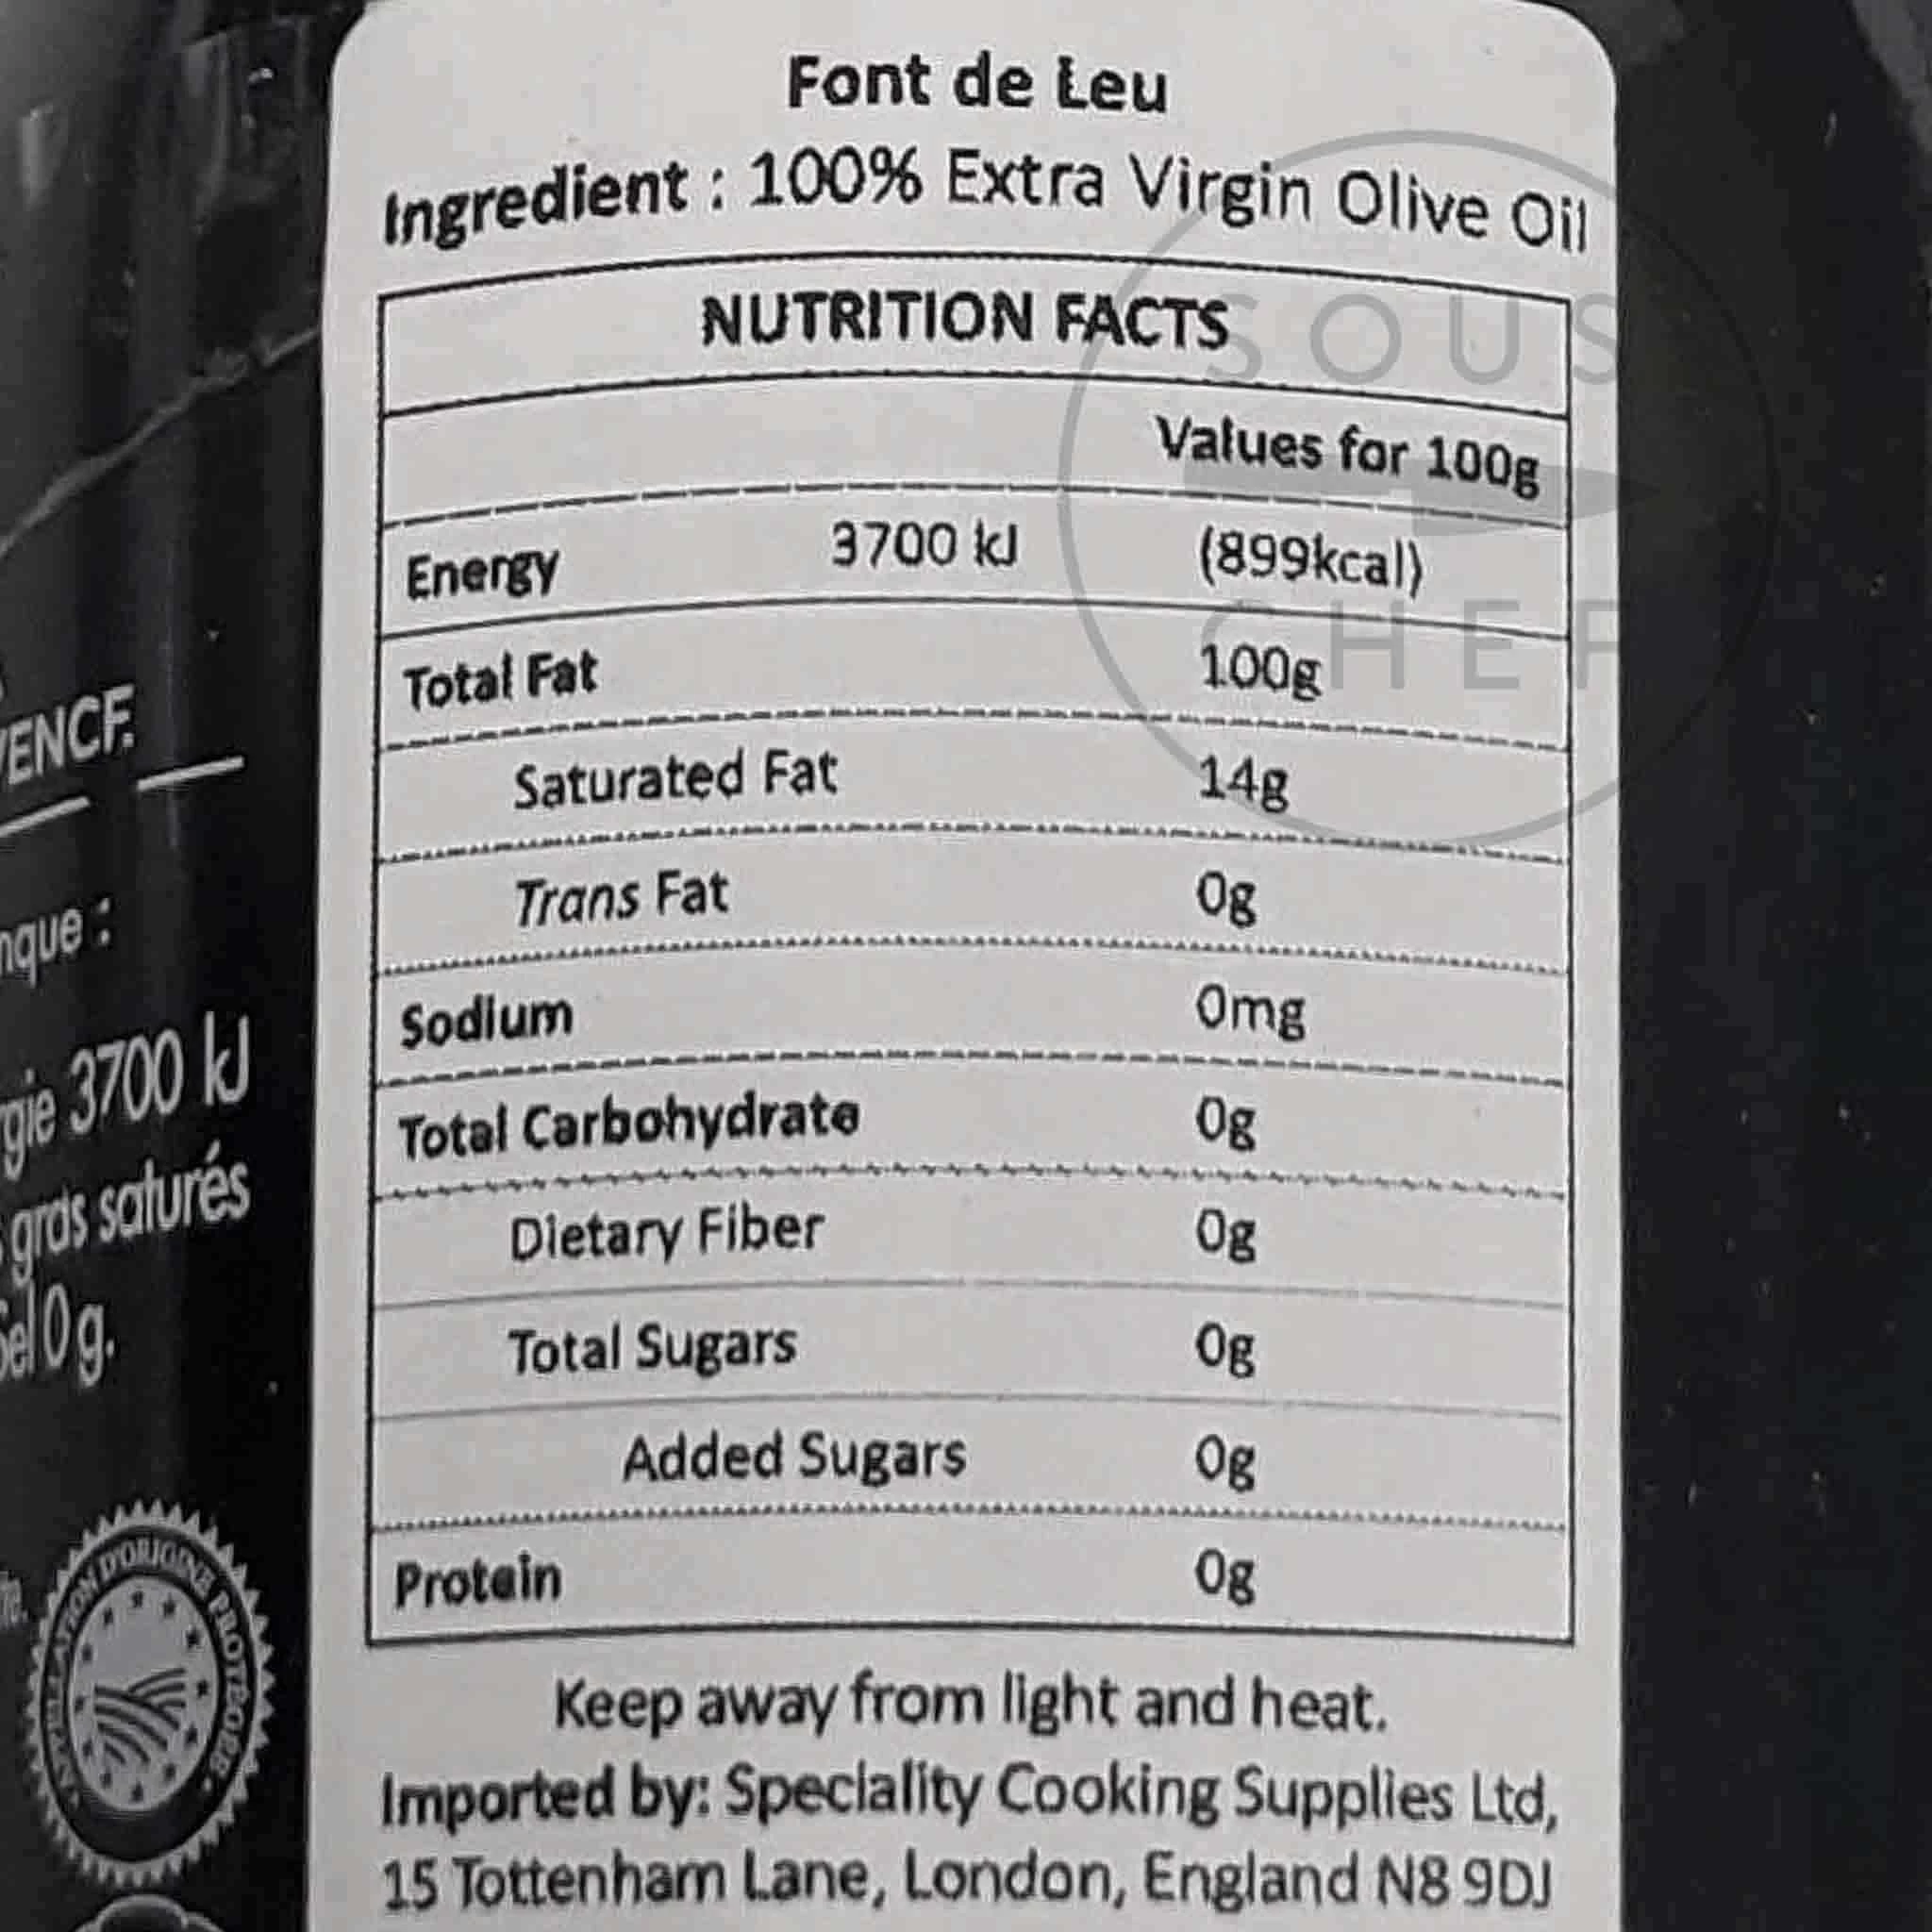 Font de Leu
Ingredient : 100% Extra Virgin Olive Oil
NUTRITION FACTS
Values for 100g
Energy 3700 kJ (899kcal)
Total Fat 100g
Saturated Fat 14g
Trans Fat 0g
Sodium 0mg
Total Carbohydrate 0g
Dietary Fiber 0g
Total Sugars 0g
Added Sugars 0g
Protein 0g
Keep away from light and heat.
Imported by: Speciality Cooking Supplies Ltd,
15 Tottenham Lane, London, England N8 9DJ
SOUS
CHEF
3700 kJ
gras saturés
Sel 0 g.
APPELLATION D'ORIGINE PROTÉGÉE